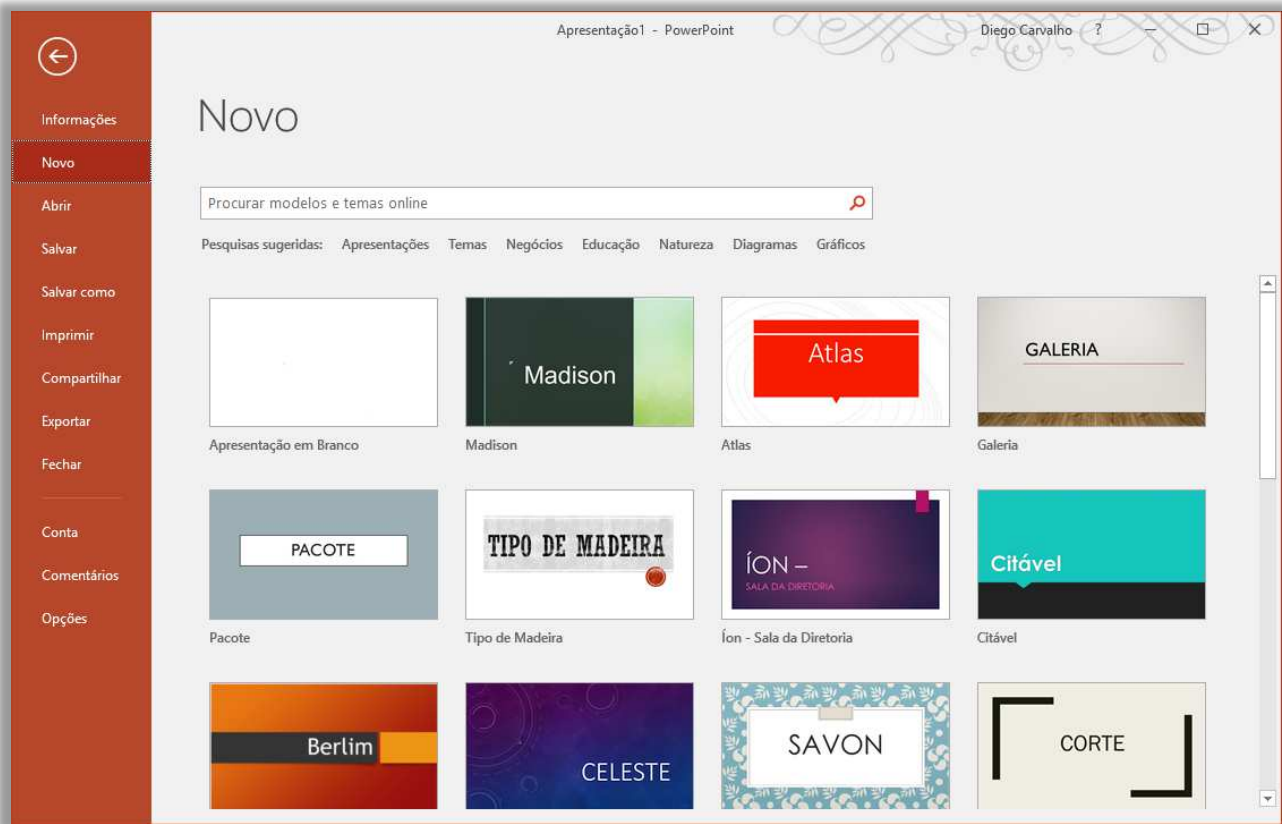 Apresentação1 - PowerPoint
Diego Carvalho ?
Informações
Novo
Abrir
Salvar
Salvar como
Imprimir
Compartilhar
Exportar
Fechar
Conta
Comentários
Opções
Novo
Procurar modelos e temas online
Pesquisas sugeridas: Apresentações Temas Negócios Educação Natureza Diagramas Gráficos
Madison
Atlas
GALERIA
Apresentação em Branco
Madison
Atlas
Galeria
PACOTE
TIPO DE MADEIRA
ÍON –
SALA DA DIRETORIA
Citável
Pacote
Tipo de Madeira
Íon - Sala da Diretoria
Citável
Berlim
CELESTE
SAVON
CORTE